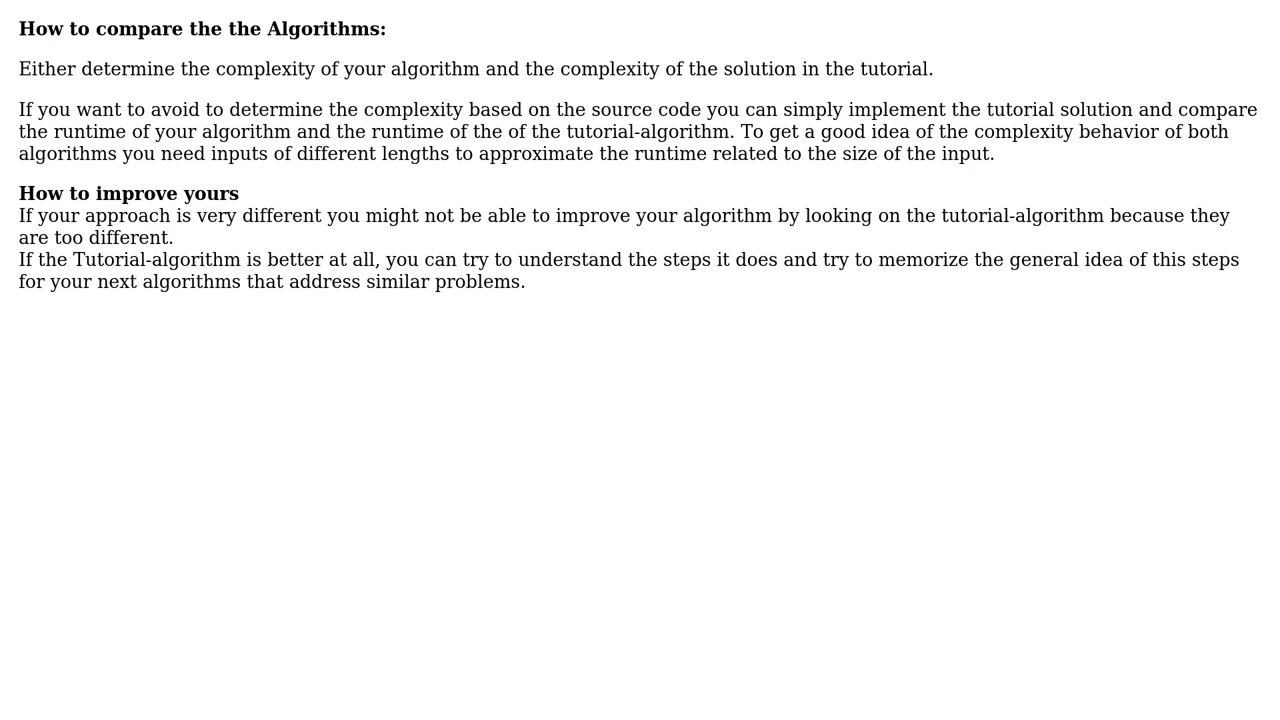 How to compare the the Algorithms:
Either determine the complexity of your algorithm and the complexity of the solution in the tutorial.
If you want to avoid to determine the complexity based on the source code you can simply implement the tutorial solution and compare
the runtime of your algorithm and the runtime of the of the tutorial-algorithm. To get a good idea of the complexity behavior of both
algorithms you need inputs of different lengths to approximate the runtime related to the size of the input.
How to improve yours
If your approach is very different you might not be able to improve your algorithm by looking on the tutorial-algorithm because they
are too different.
If the Tutorial-algorithm is better at all, you can try to understand the steps it does and try to memorize the general idea of this steps
for your next algorithms that address similar problems.